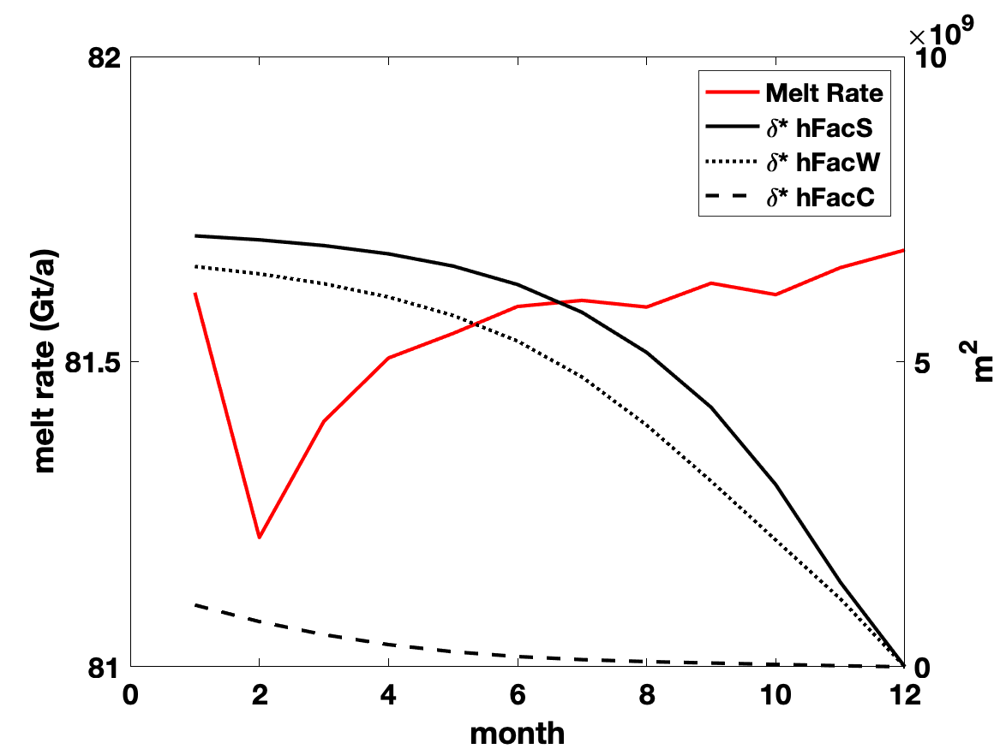 ×10⁹
82
10
Melt Rate
δ* hFacS
δ* hFacW
δ* hFacC
melt rate (Gt/a)
81.5
5
m²
81
0
0
2
4
6
8
10
12
month